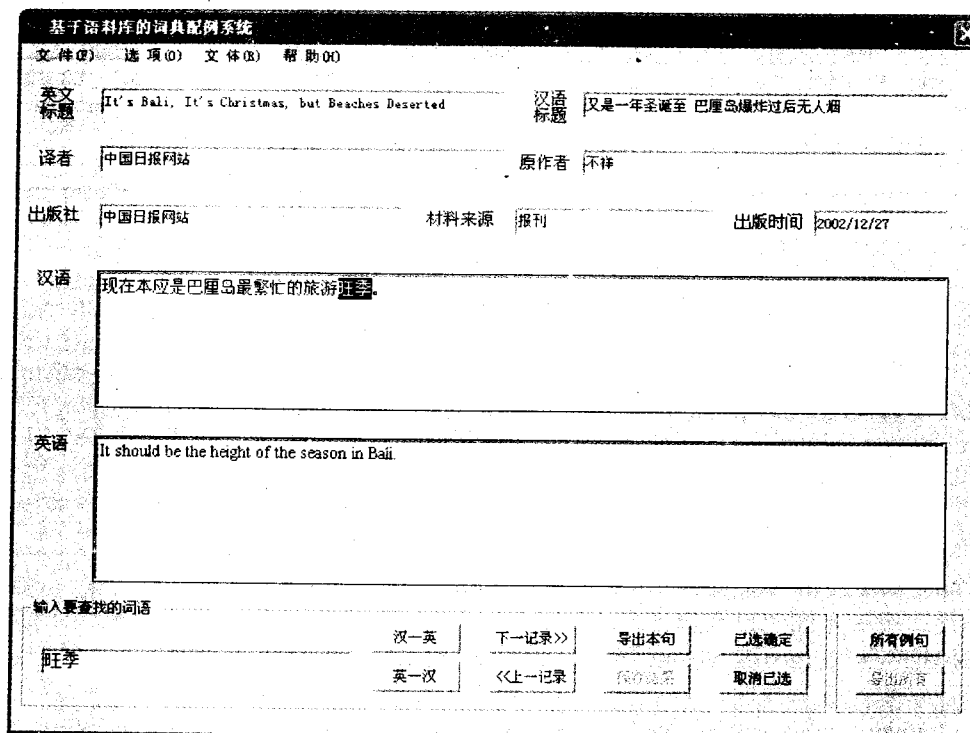 基于语料库的词典配例系统
文件(F) 选项(O) 文体(R) 帮助(H)
英文标题 It's Bali, It's Christmas, but Beaches Deserted 汉语标题 又是一年圣诞至 巴厘岛爆炸过后无人烟
译者 中国日报网站 原作者 不祥
出版社 中国日报网站 材料来源 报刊 出版时间 2002/12/27
汉语 现在本应是巴厘岛最繁忙的旅游旺季。
英语 It should be the height of the season in Bali.
输入要查找的词语
汉—英 下一记录>> 导出本句 已选确定 所有例句
旺季
英—汉 <<上一记录 取消已选 导出所有